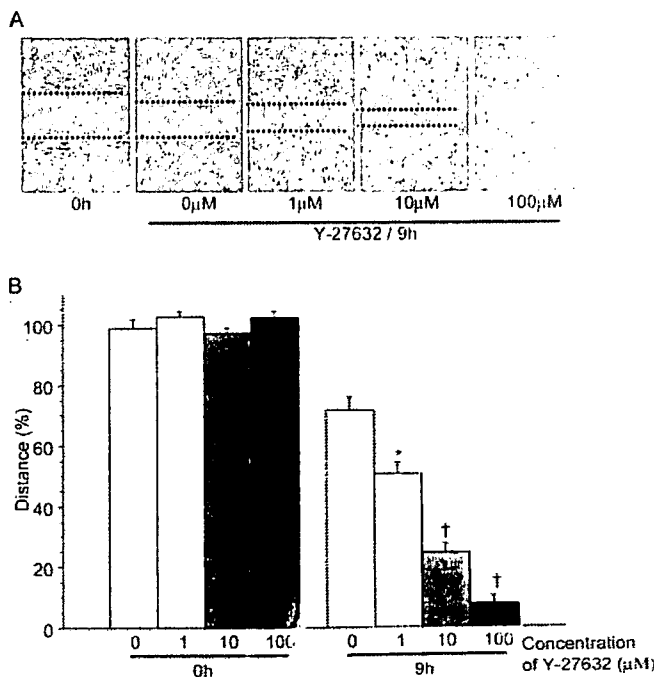 A
0h 0µM 1µM 10µM 100µM
Y-27632 / 9h
B
Distance (%)
100
80
60
40
20
0
*
†
†
0 1 10 100 0 1 10 100 Concentration
0h 9h of Y-27632 (µM)